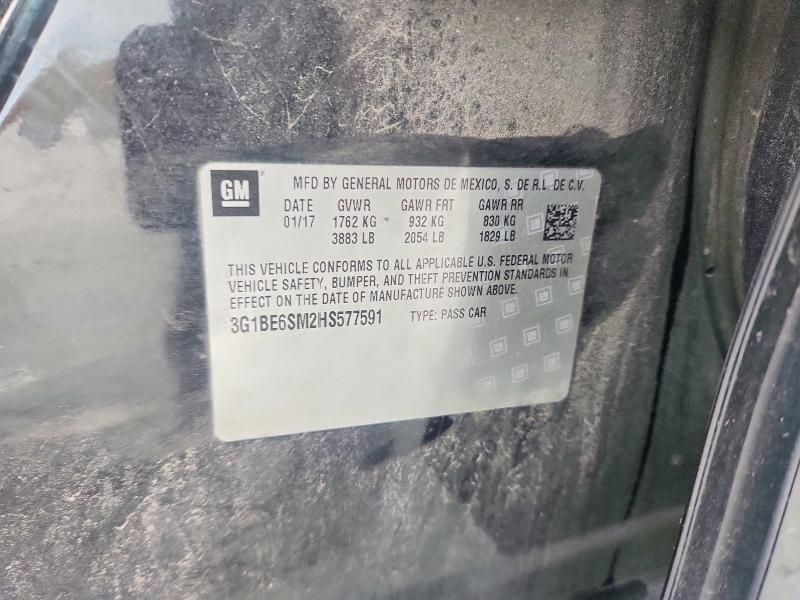 GM
MFD BY GENERAL MOTORS DE MEXICO, S. DE R.L. DE C.V.
DATE GVWR GAWR FRT GAWR RR
01/17 1762 KG 932 KG 830 KG
3883 LB 2054 LB 1829 LB
THIS VEHICLE CONFORMS TO ALL APPLICABLE U.S. FEDERAL MOTOR
VEHICLE SAFETY, BUMPER, AND THEFT PREVENTION STANDARDS IN
EFFECT ON THE DATE OF MANUFACTURE SHOWN ABOVE.
3G1BE6SM2HS577591 TYPE: PASS CAR